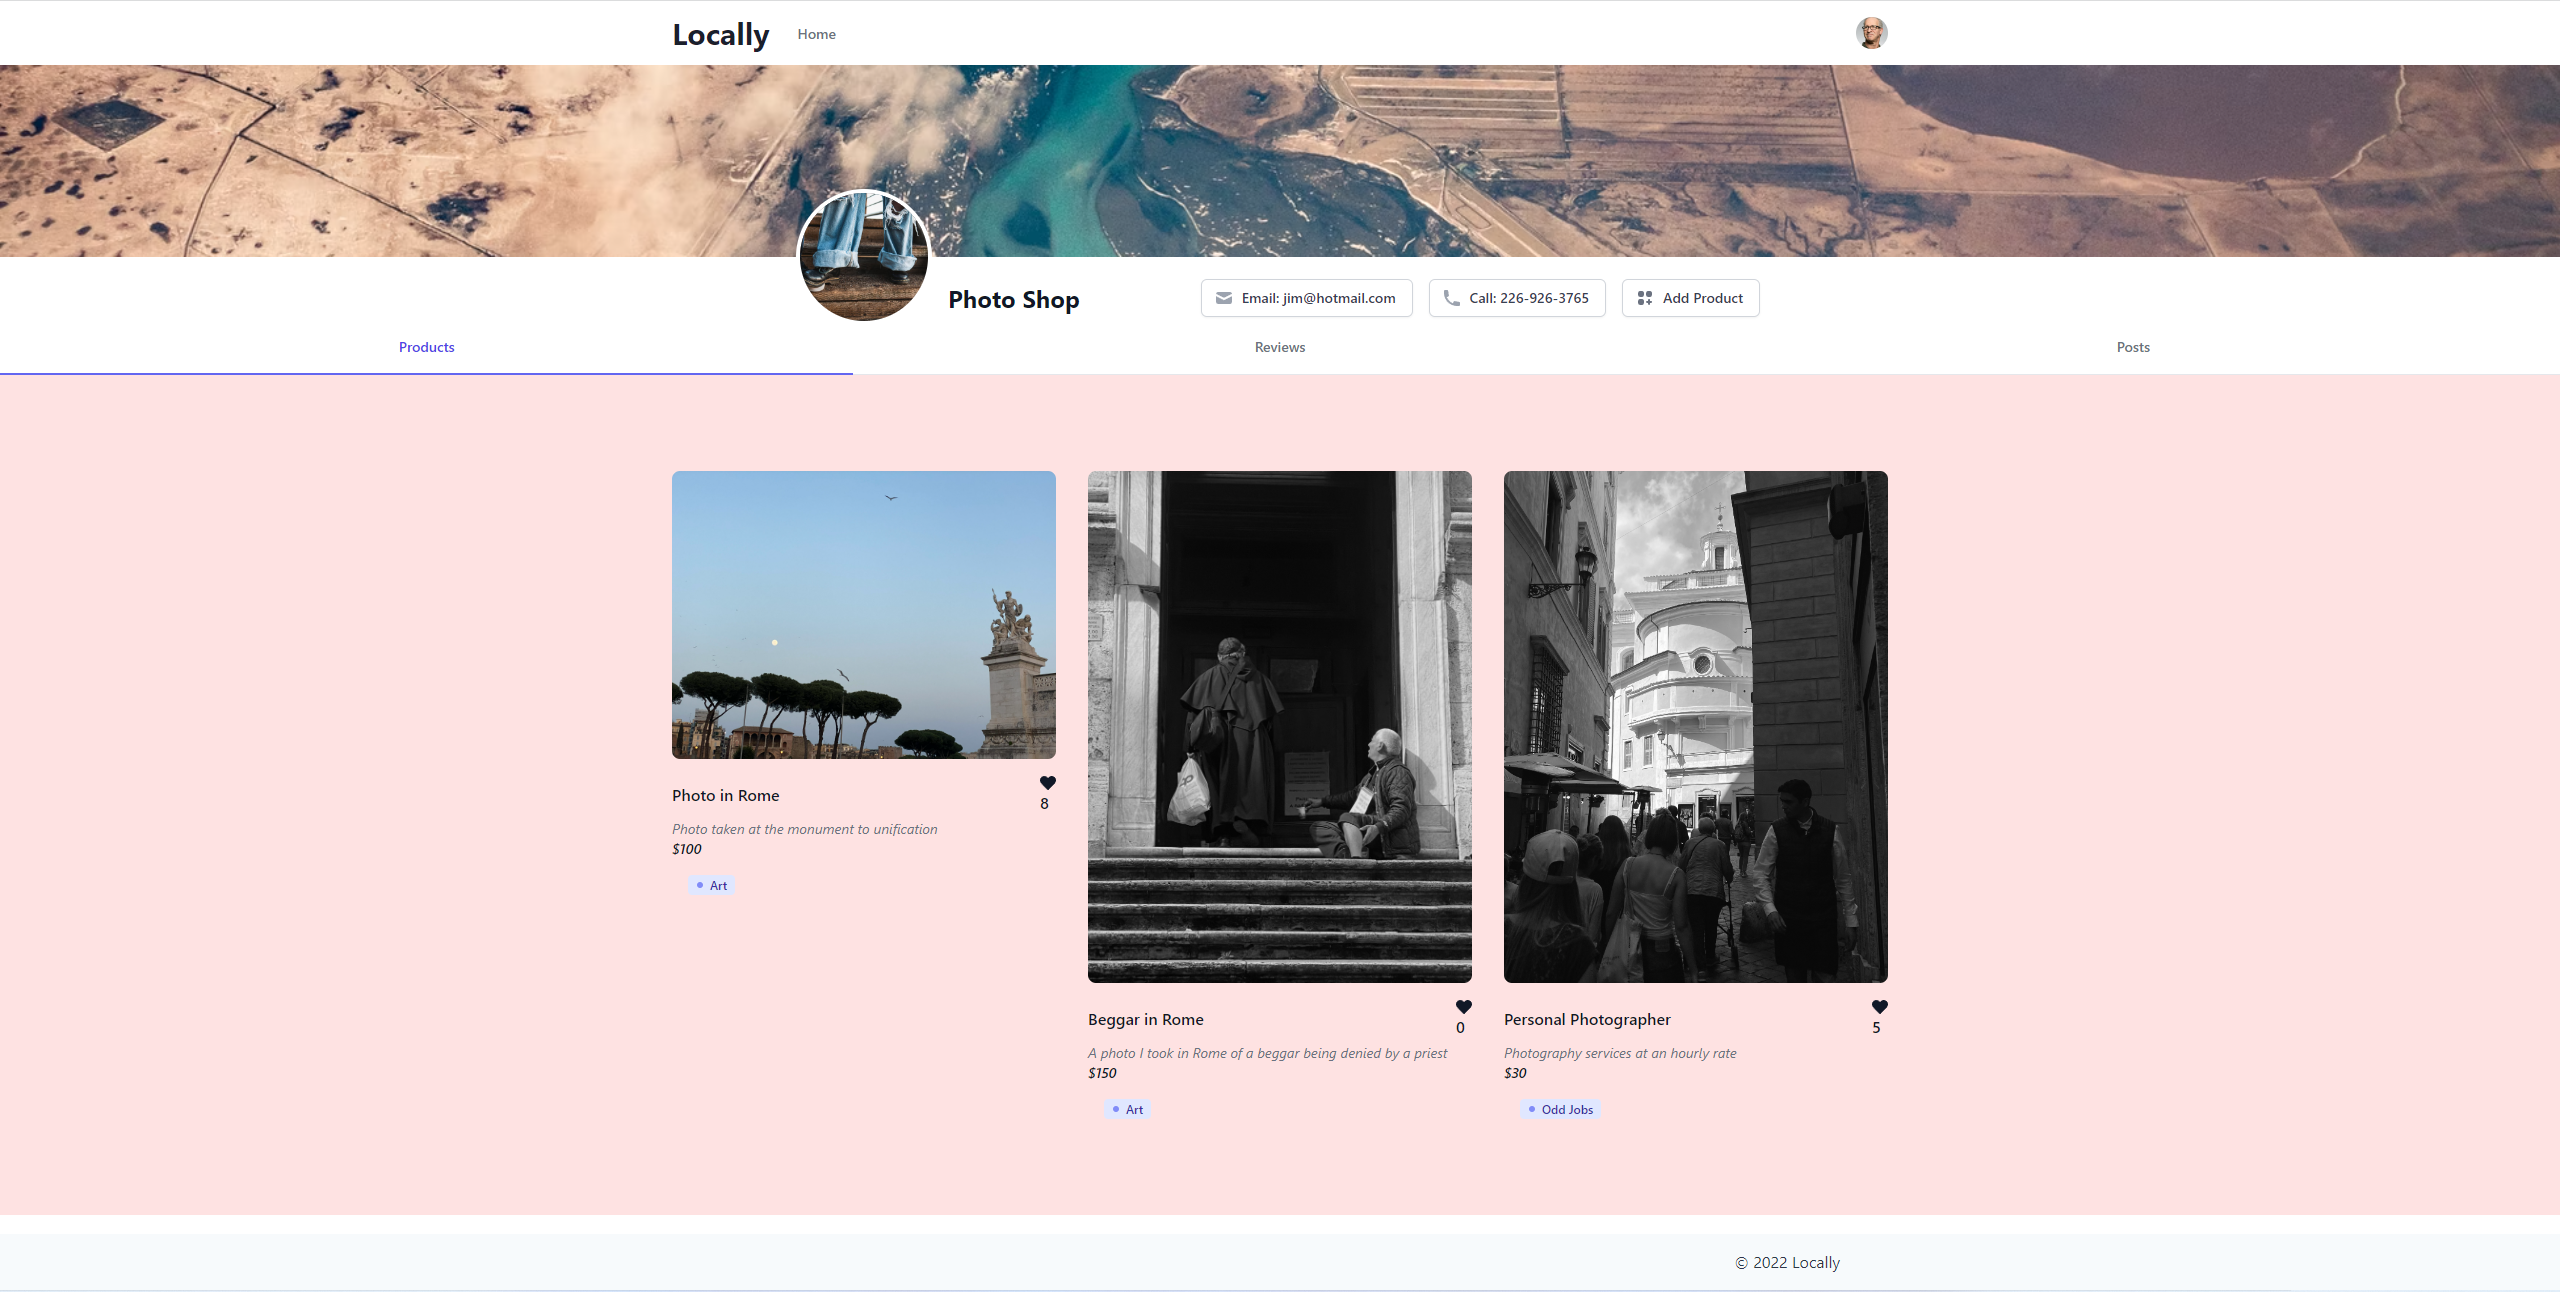 Locally
Home
Photo Shop
Email: jim@hotmail.com
Call: 226-926-3765
Add Product
Products
Reviews
Posts
Photo in Rome
8
Photo taken at the monument to unification
$100
Art
Beggar in Rome
0
A photo I took in Rome of a beggar being denied by a priest
$150
Art
Personal Photographer
5
Photography services at an hourly rate
$30
Odd Jobs
© 2022 Locally